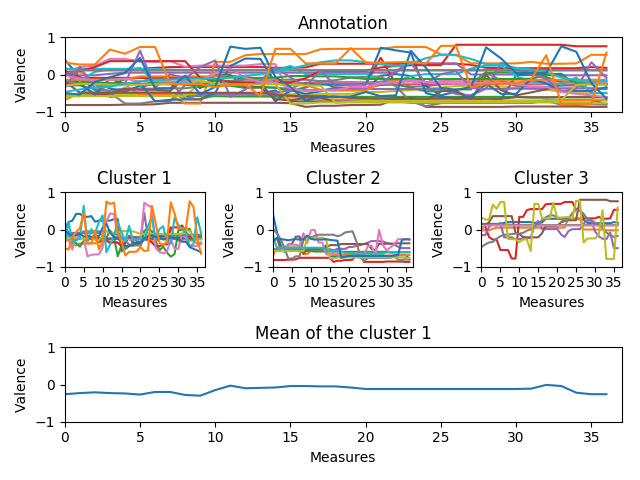 Annotation
Valence
1
0
−1
0 5 10 15 20 25 30 35
Measures
Cluster 1 Cluster 2 Cluster 3
Valence Valence Valence
1 1 1
0 0 0
−1 −1 −1
0 5 10 15 20 25 30 35 0 5 10 15 20 25 30 35 0 5 10 15 20 25 30 35
Measures Measures Measures
Mean of the cluster 1
Valence
1
0
−1
0 5 10 15 20 25 30 35
Measures